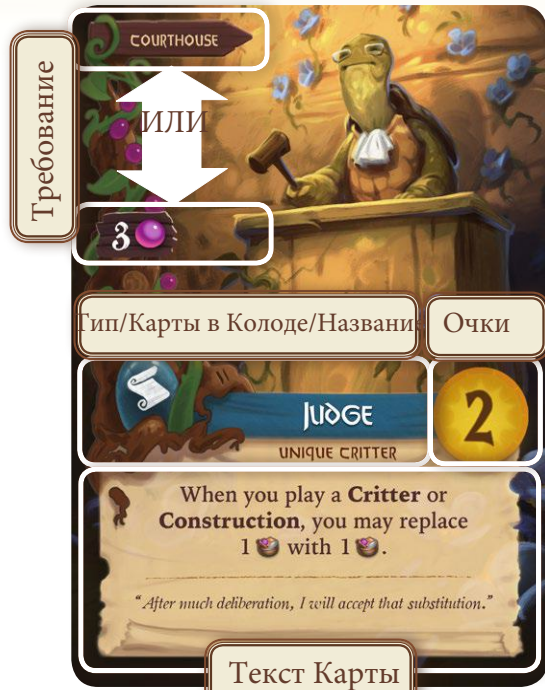 COURTHOUSE
Требование
ИЛИ
3
Тип/Карты в Колоде/Названи
Очки
JUDGE
2
UNIQUE CRITTER
When you play a Critter or
Construction, you may replace
1 with 1.
“After much deliberation, I will accept that substitution.”
Текст Карты